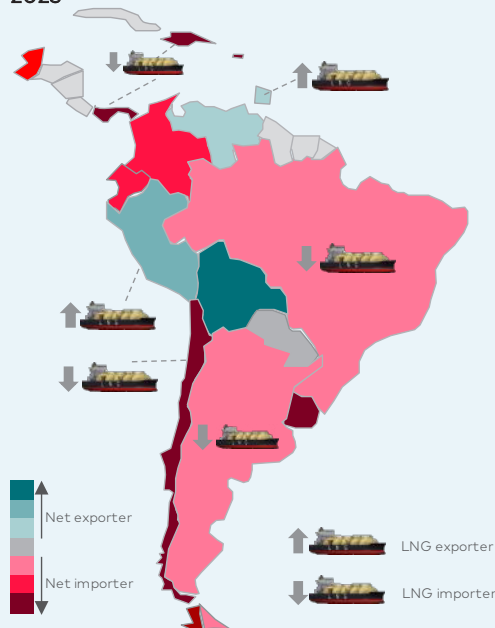 2023
Net exporter
Net importer
LNG exporter
LNG importer